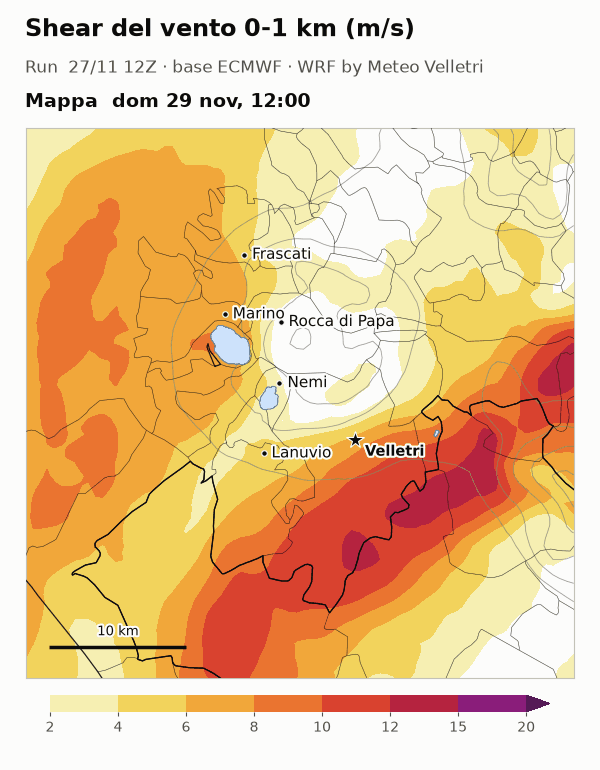 Shear del vento 0-1 km (m/s)
Run 27/11 12Z · base ECMWF · WRF by Meteo Velletri
Mappa dom 29 nov, 12:00
Frascati
Marino
Rocca di Papa
Nemi
Lanuvio
Velletri
10 km
2 4 6 8 10 12 15 20